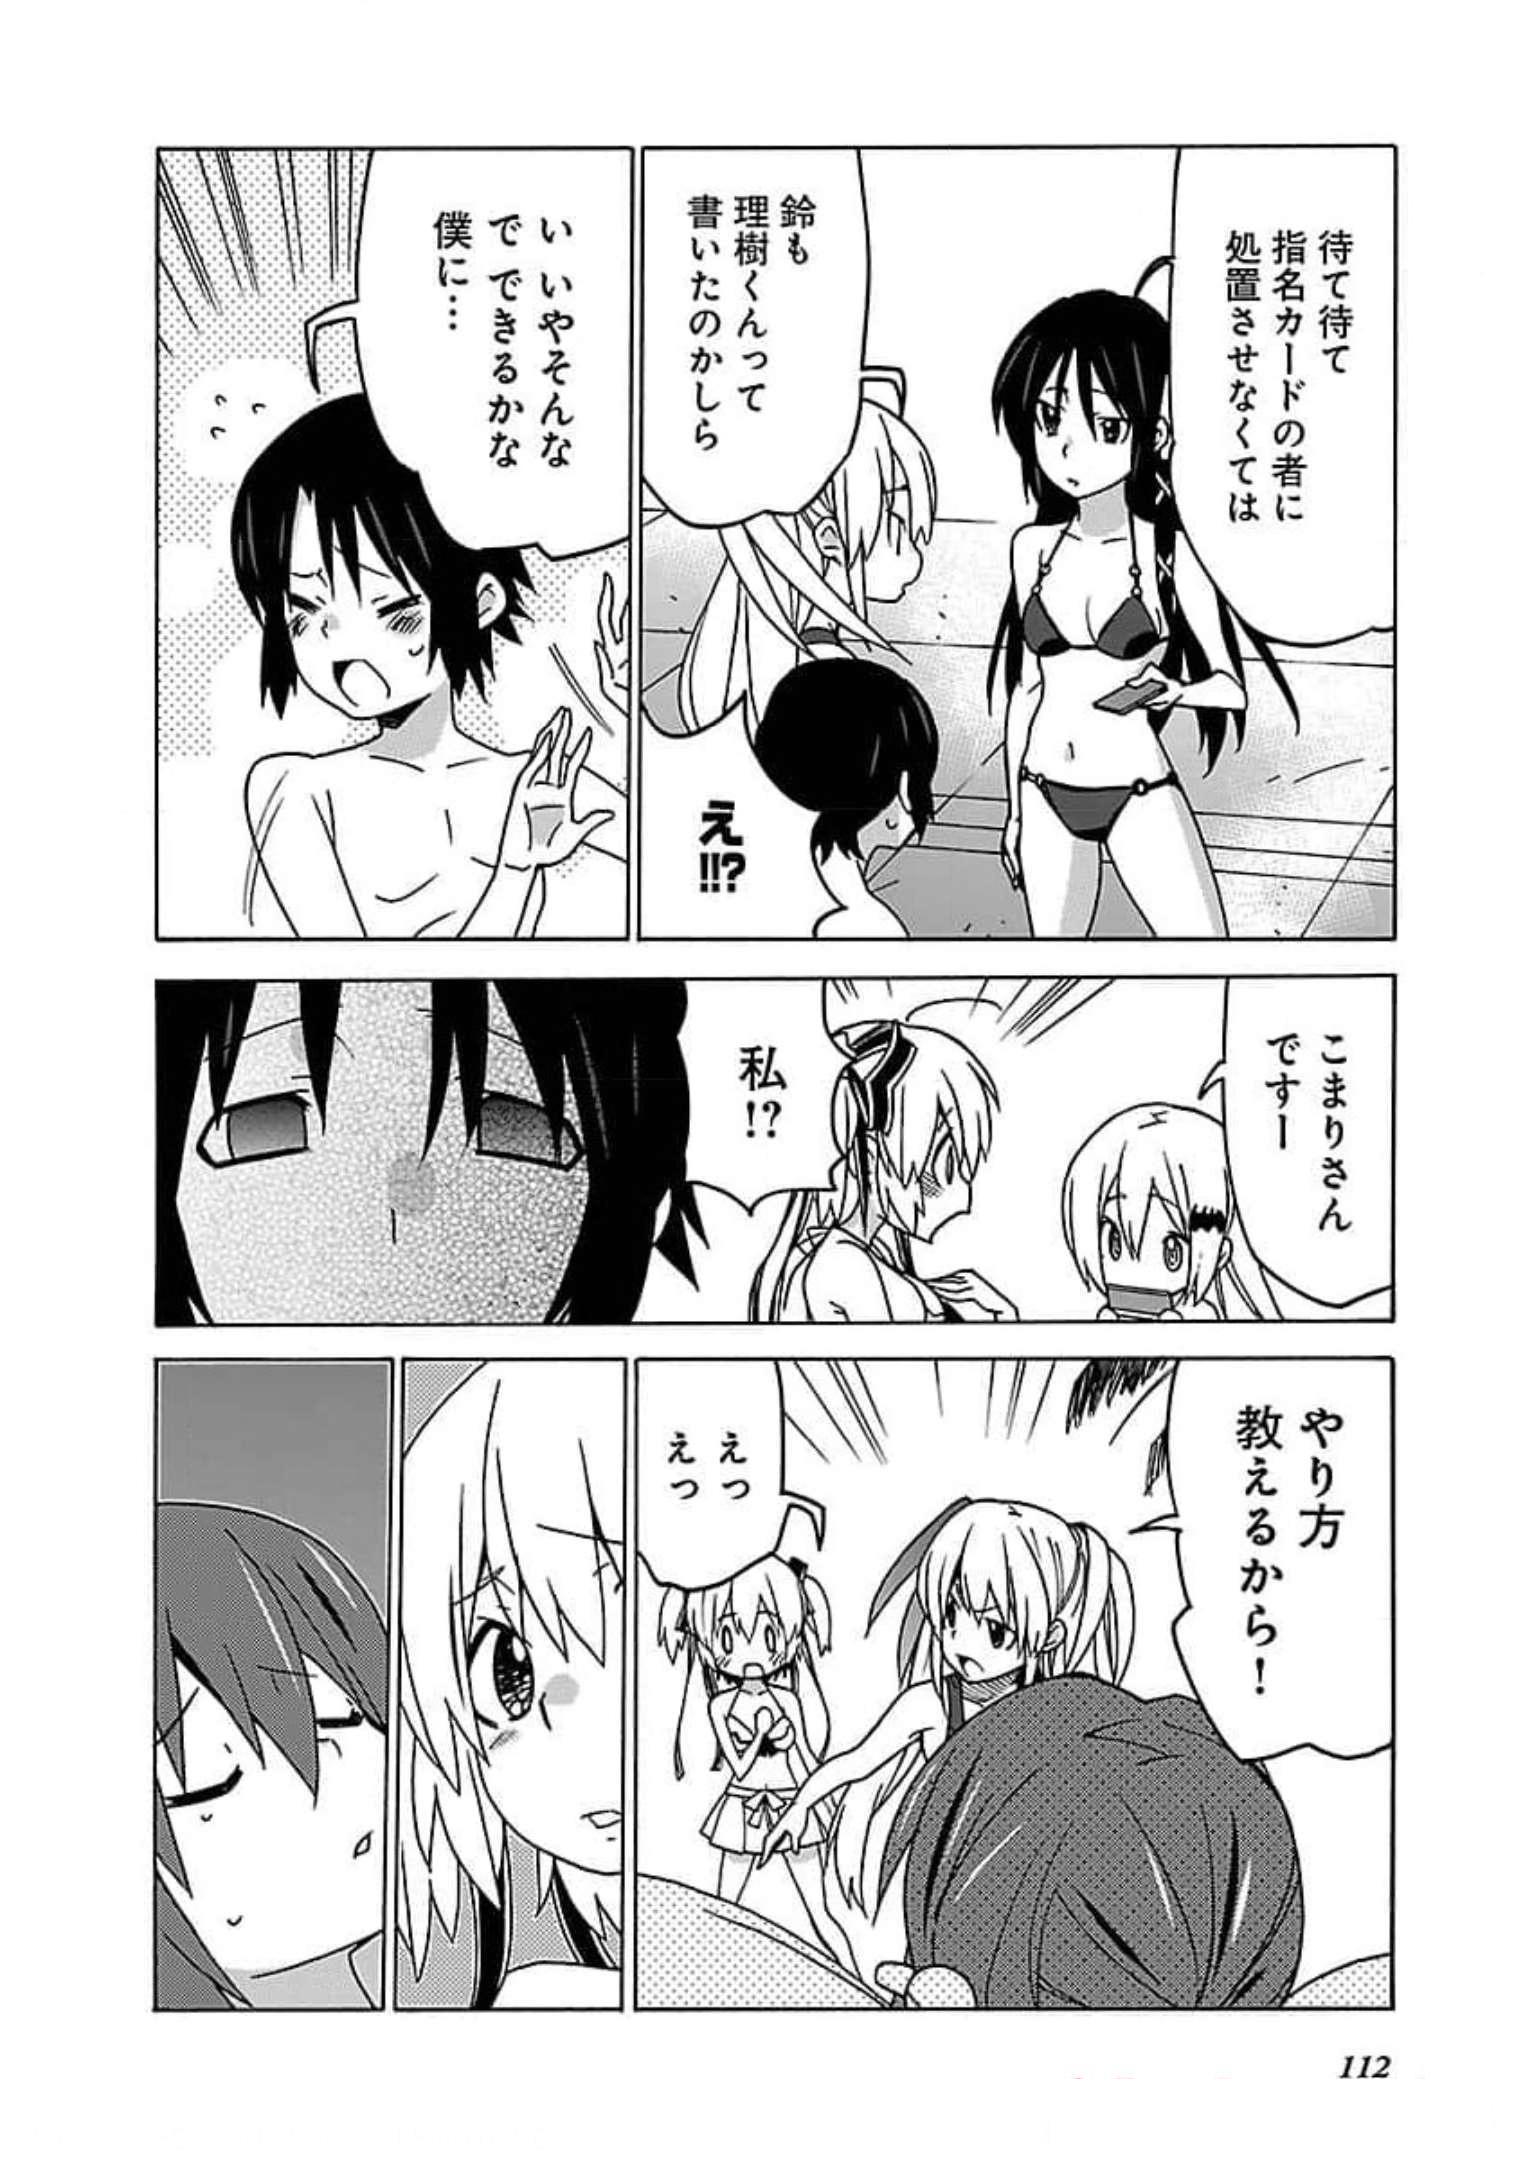 待て待て
指名カードの者に
処置させなくては
鈴も
理樹くんって
書いたのかしら
え!!?
い いやそんな
で できるかな
僕に…
こまりさん
ですー
私!?
やり方
教えるから!
えっ
えっ
112